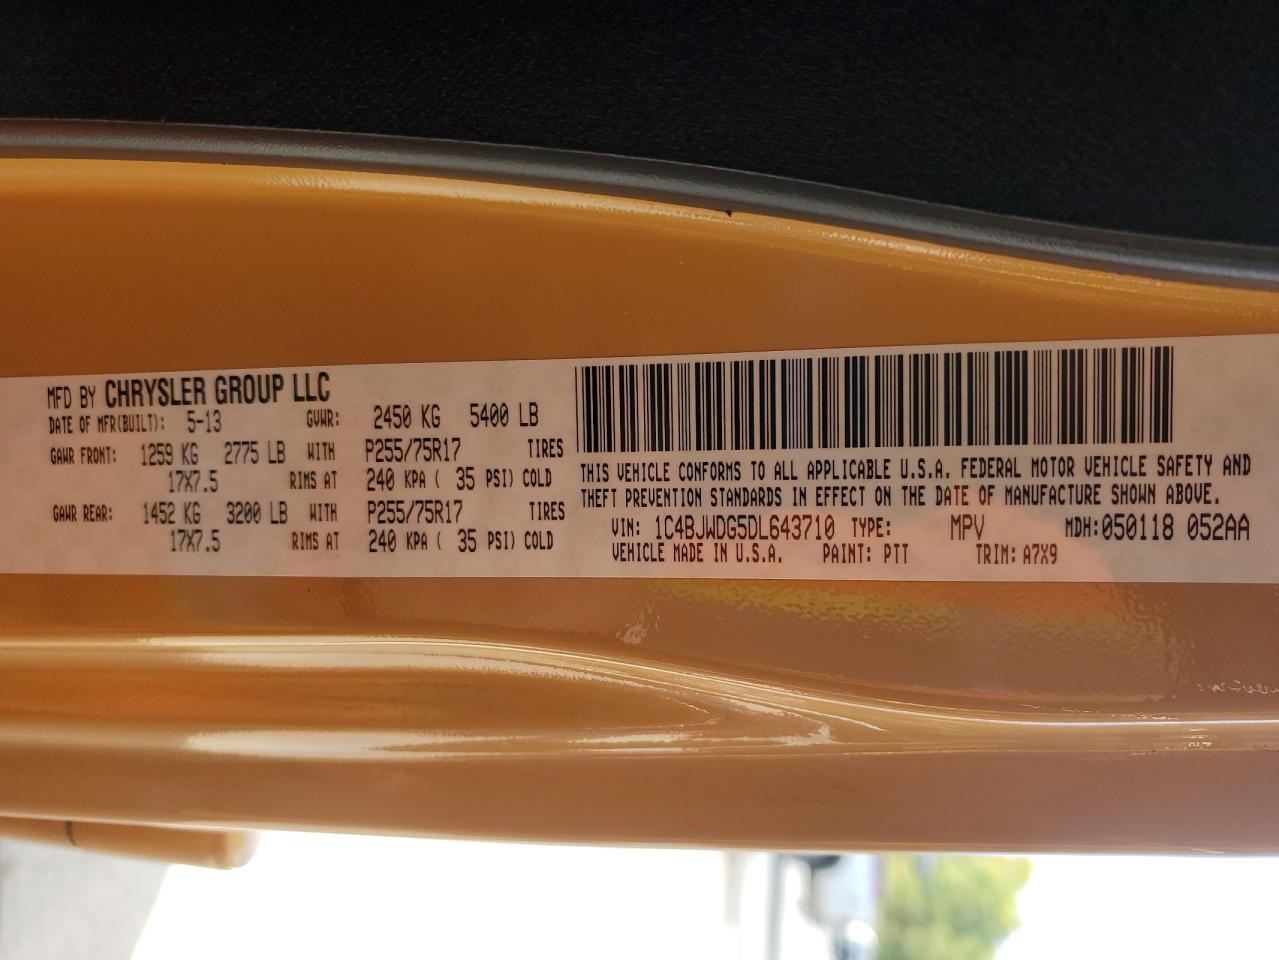 MFD BY CHRYSLER GROUP LLC
DATE OF MFR(BUILT): 5-13 GVWR: 2450 KG 5400 LB
GAWR FRONT: 1259 KG 2775 LB WITH P255/75R17 TIRES
17X7.5 RIMS AT 240 KPA ( 35 PSI) COLD
GAWR REAR: 1452 KG 3200 LB WITH P255/75R17 TIRES
17X7.5 RIMS AT 240 KPA ( 35 PSI) COLD
THIS VEHICLE CONFORMS TO ALL APPLICABLE U.S.A. FEDERAL MOTOR VEHICLE SAFETY AND
THEFT PREVENTION STANDARDS IN EFFECT ON THE DATE OF MANUFACTURE SHOWN ABOVE.
VIN: 1C4BJWDG5DL643710 TYPE: MPV MDH:050118 052AA
VEHICLE MADE IN U.S.A. PAINT: PTT TRIM: A7X9